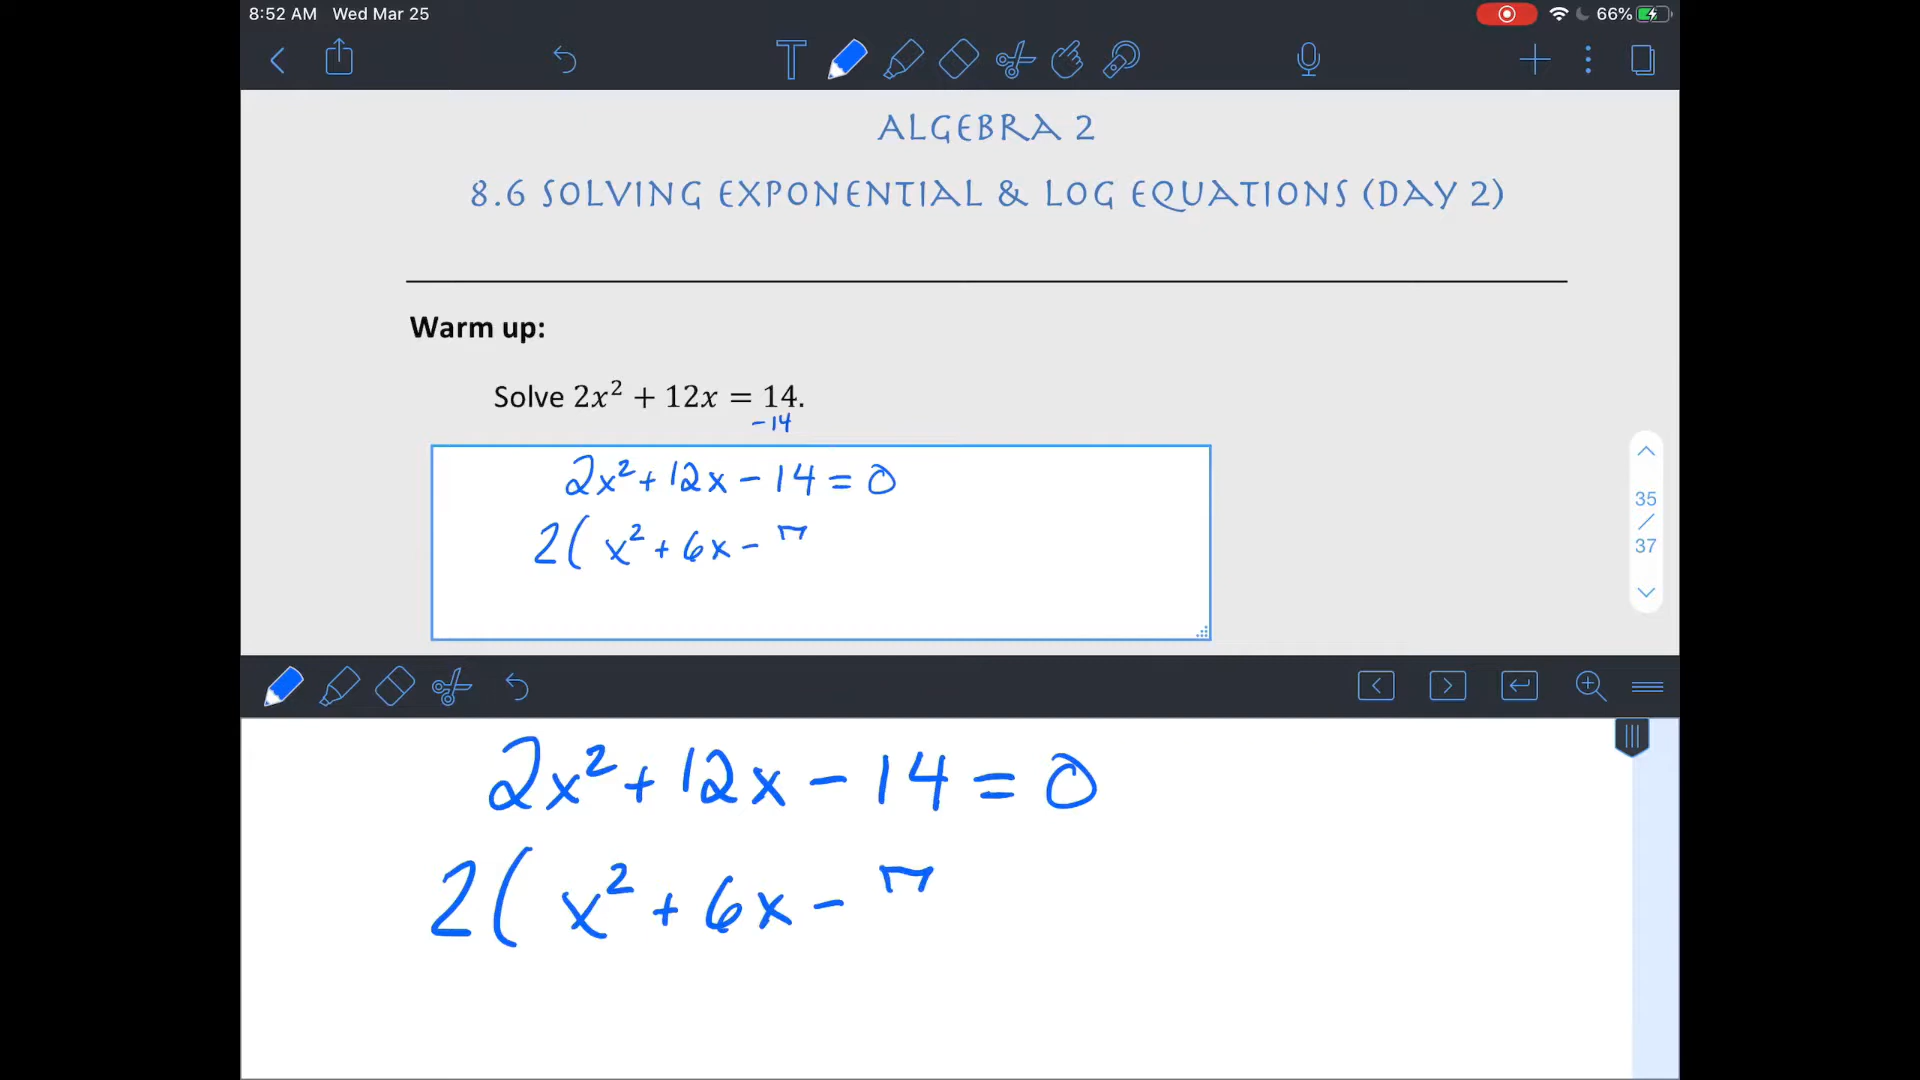 8:52 AM Wed Mar 25
66%
ALGEBRA 2
8.6 SOLVING EXPONENTIAL & LOG EQUATIONS (DAY 2)
Warm up:
Solve 2x² + 12x = 14.
-14
2x² + 12x - 14 = 0
2( x² + 6x -
35
/
37
2x² + 12x - 14 = 0
2( x² + 6x -